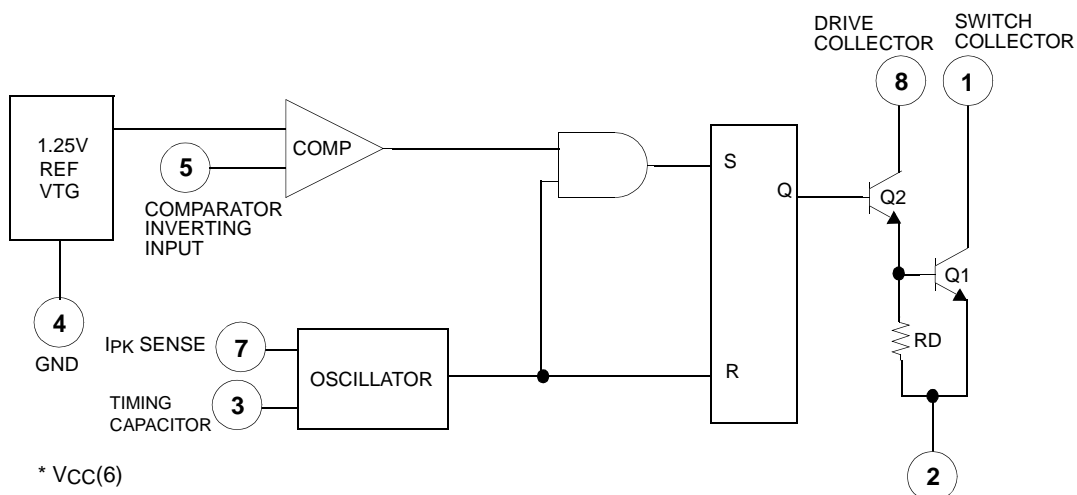 DRIVE
COLLECTOR
SWITCH
COLLECTOR
8
1
1.25V
REF
VTG
COMP
5
S
Q
Q2
COMPARATOR
INVERTING
INPUT
Q1
4
GND
IPK SENSE
7
OSCILLATOR
R
RD
TIMING
CAPACITOR
3
* VCC(6)
2